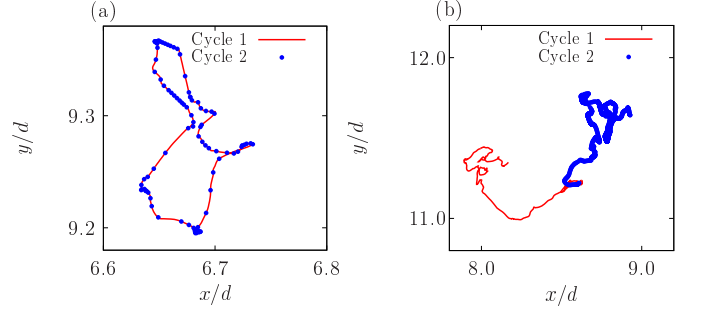 (a)
Cycle 1
Cycle 2
9.3
9.2
y/d
6.6 6.7 6.8
x/d
(b)
Cycle 1
Cycle 2
12.0
11.0
y/d
8.0 9.0
x/d